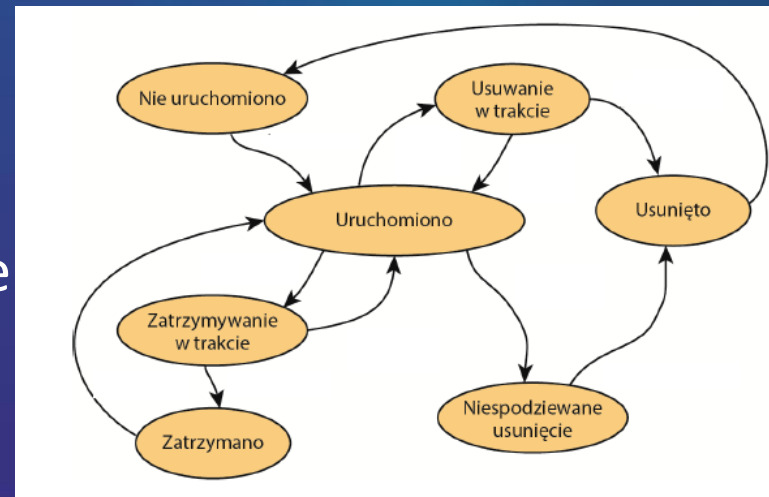 Nie uruchomiono
Usuwanie
w trakcie
Uruchomiono
Usunięto
e
Zatrzymywanie
w trakcie
Zatrzymano
Niespodziewane
usunięcie